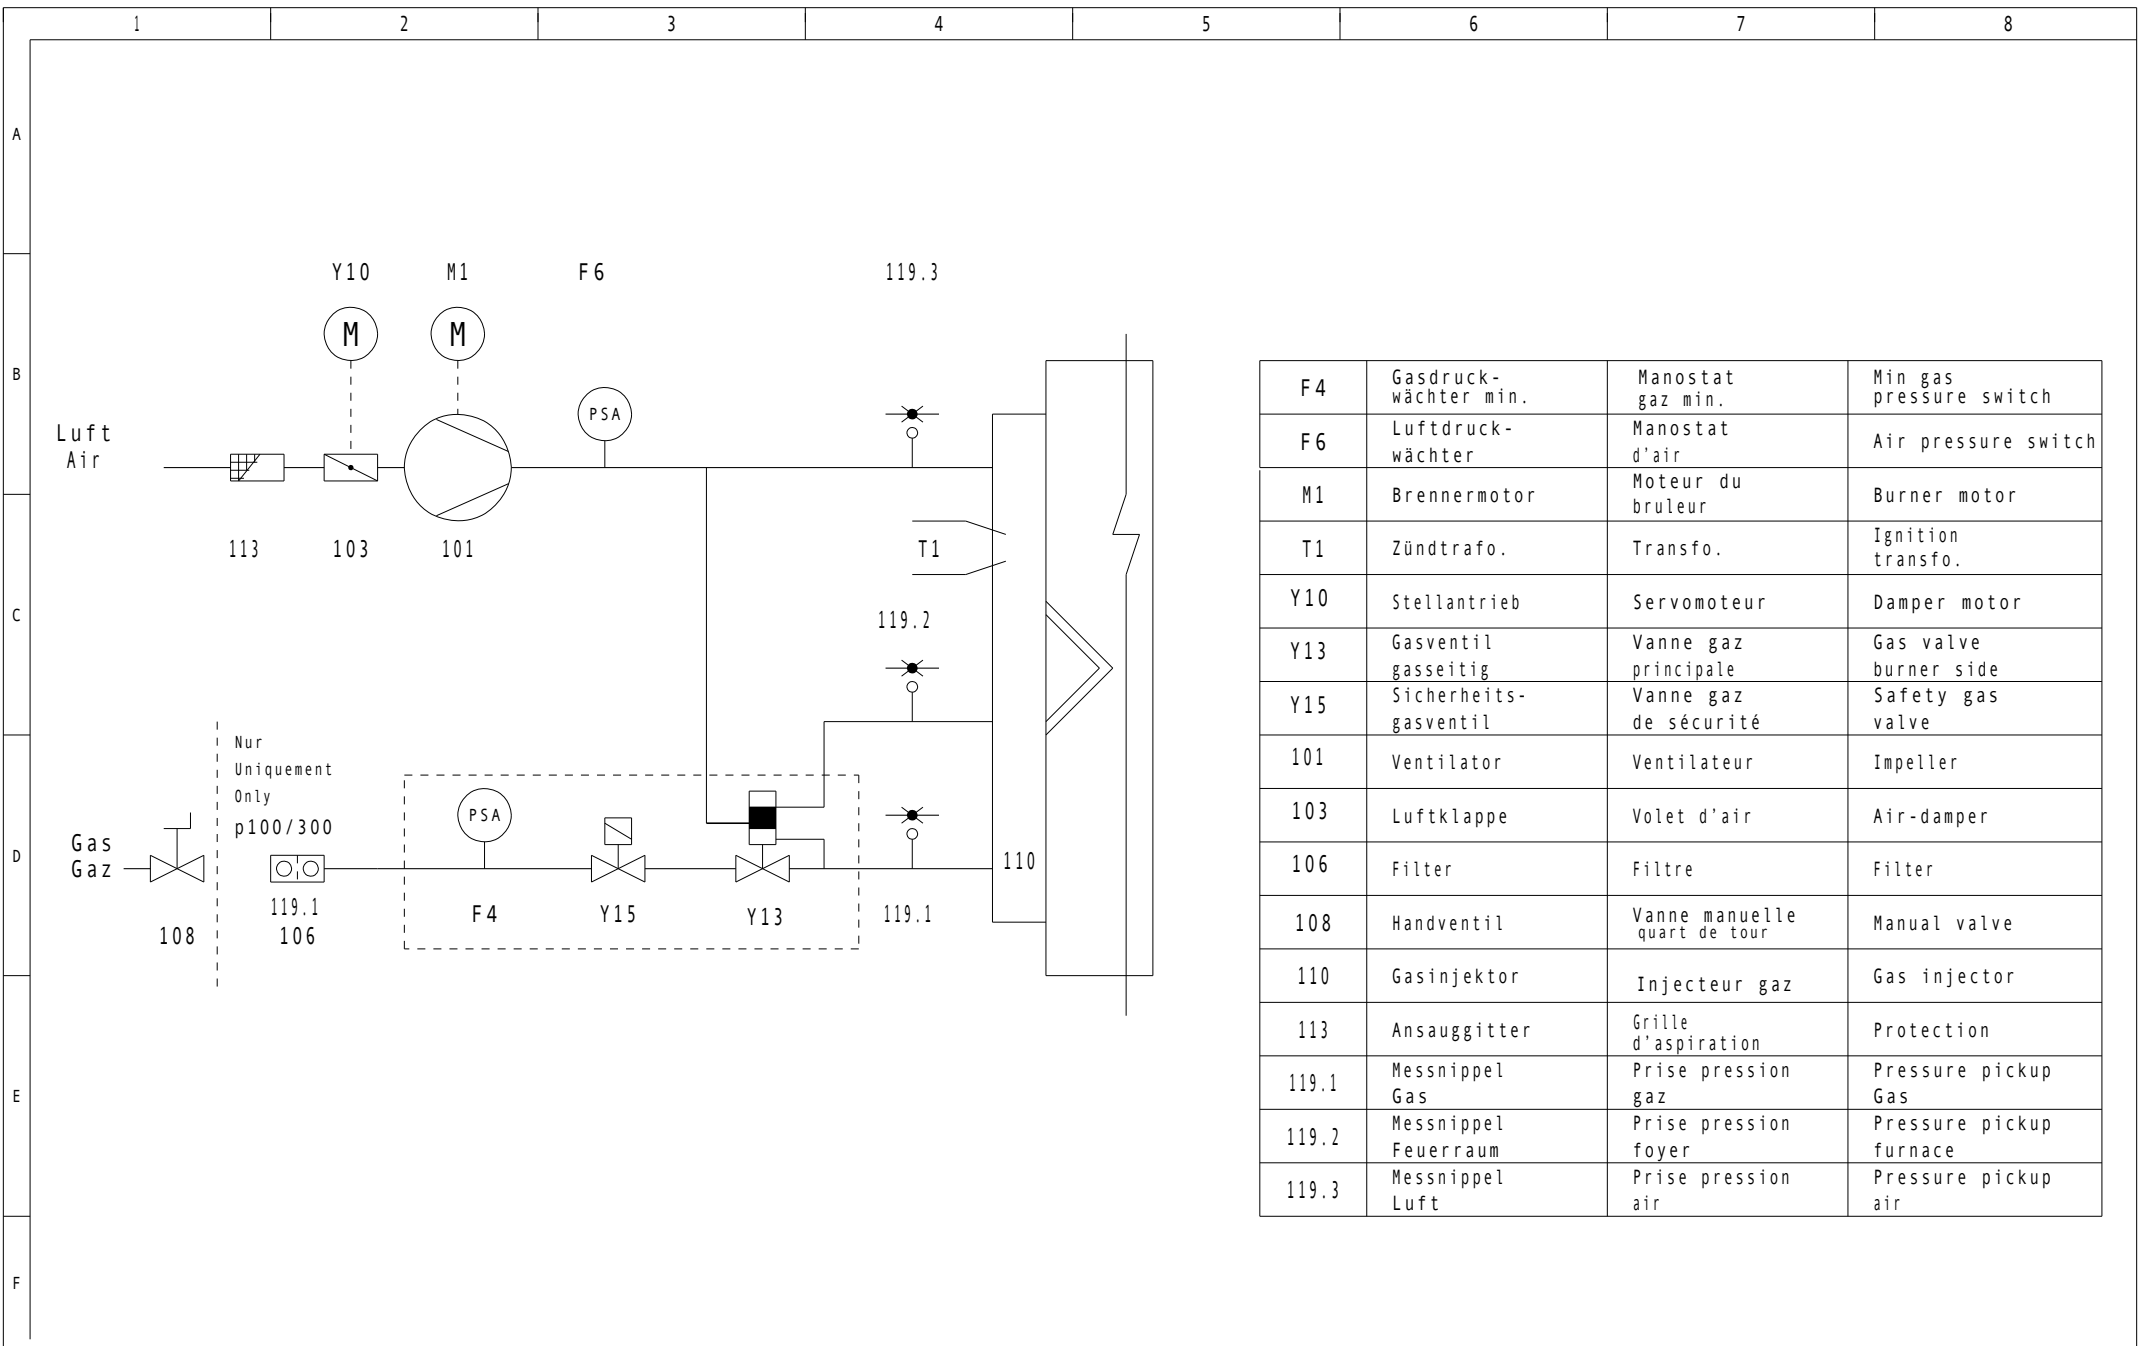 1 2 3 4 5 6 7 8
A
B
C
D
E
F
Y10 M1 F6 119.3
M M
PSA
Luft
Air
113 103 101
T1
119.2
Nur
Uniquement
Only
p100/300
PSA
Gas
Gaz
110
119.1 F4 Y15 Y13 119.1
108 106
F4 Gasdruck- Manostat Min gas
wächter min. gaz min. pressure switch
F6 Luftdruck- Manostat Air pressure switch
wächter d'air
M1 Brennermotor Moteur du Burner motor
bruleur
T1 Zündtrafo. Transfo. Ignition
transfo.
Y10 Stellantrieb Servomoteur Damper motor
Y13 Gasventil Vanne gaz Gas valve
gasseitig principale burner side
Y15 Sicherheits- Vanne gaz Safety gas
gasventil de sécurité valve
101 Ventilator Ventilateur Impeller
103 Luftklappe Volet d'air Air-damper
106 Filter Filtre Filter
108 Handventil Vanne manuelle Manual valve
quart de tour
110 Gasinjektor Injecteur gaz Gas injector
113 Ansauggitter Grille Protection
d'aspiration
119.1 Messnippel Prise pression Pressure pickup
Gas gaz Gas
119.2 Messnippel Prise pression Pressure pickup
Feuerraum foyer furnace
119.3 Messnippel Prise pression Pressure pickup
Luft air air